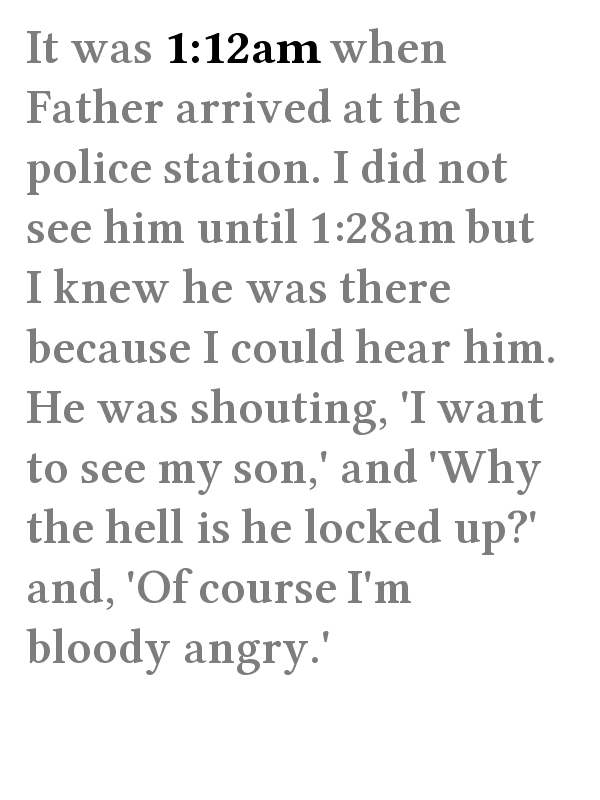 It was 1:12am when
Father arrived at the
police station. I did not
see him until 1:28am but
I knew he was there
because I could hear him.
He was shouting, 'I want
to see my son,' and 'Why
the hell is he locked up?'
and, 'Of course I'm
bloody angry.'